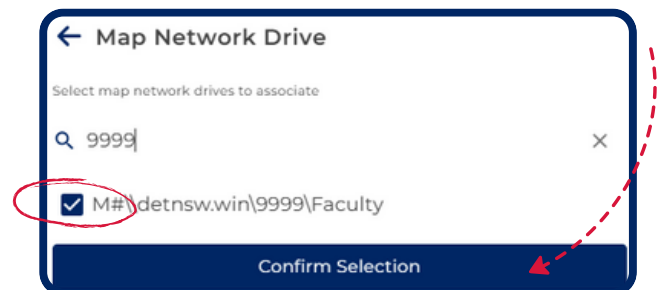 Map Network Drive
Select map network drives to associate
9999
M#\\detnsw.win\9999\Faculty
Confirm Selection